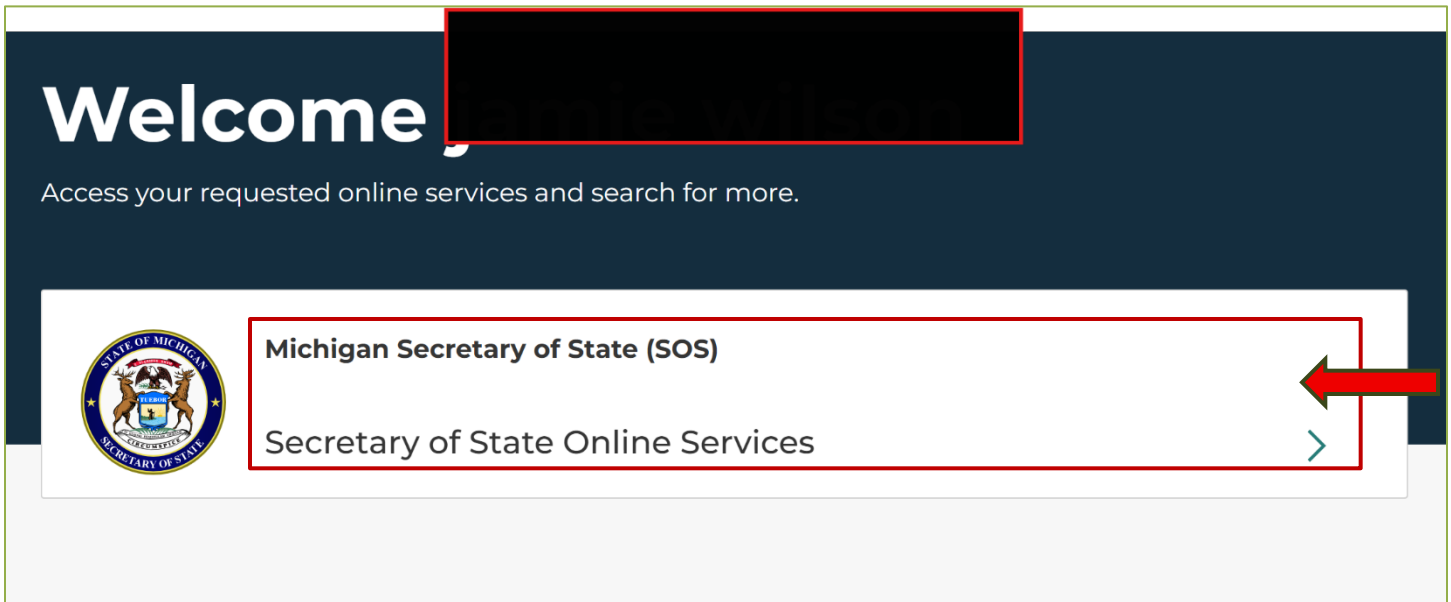 Welcome
Access your requested online services and search for more.
STATE OF MICHIGAN
TUEBOR
CIRCUMSPICE
SECRETARY OF STATE
Michigan Secretary of State (SOS)
Secretary of State Online Services